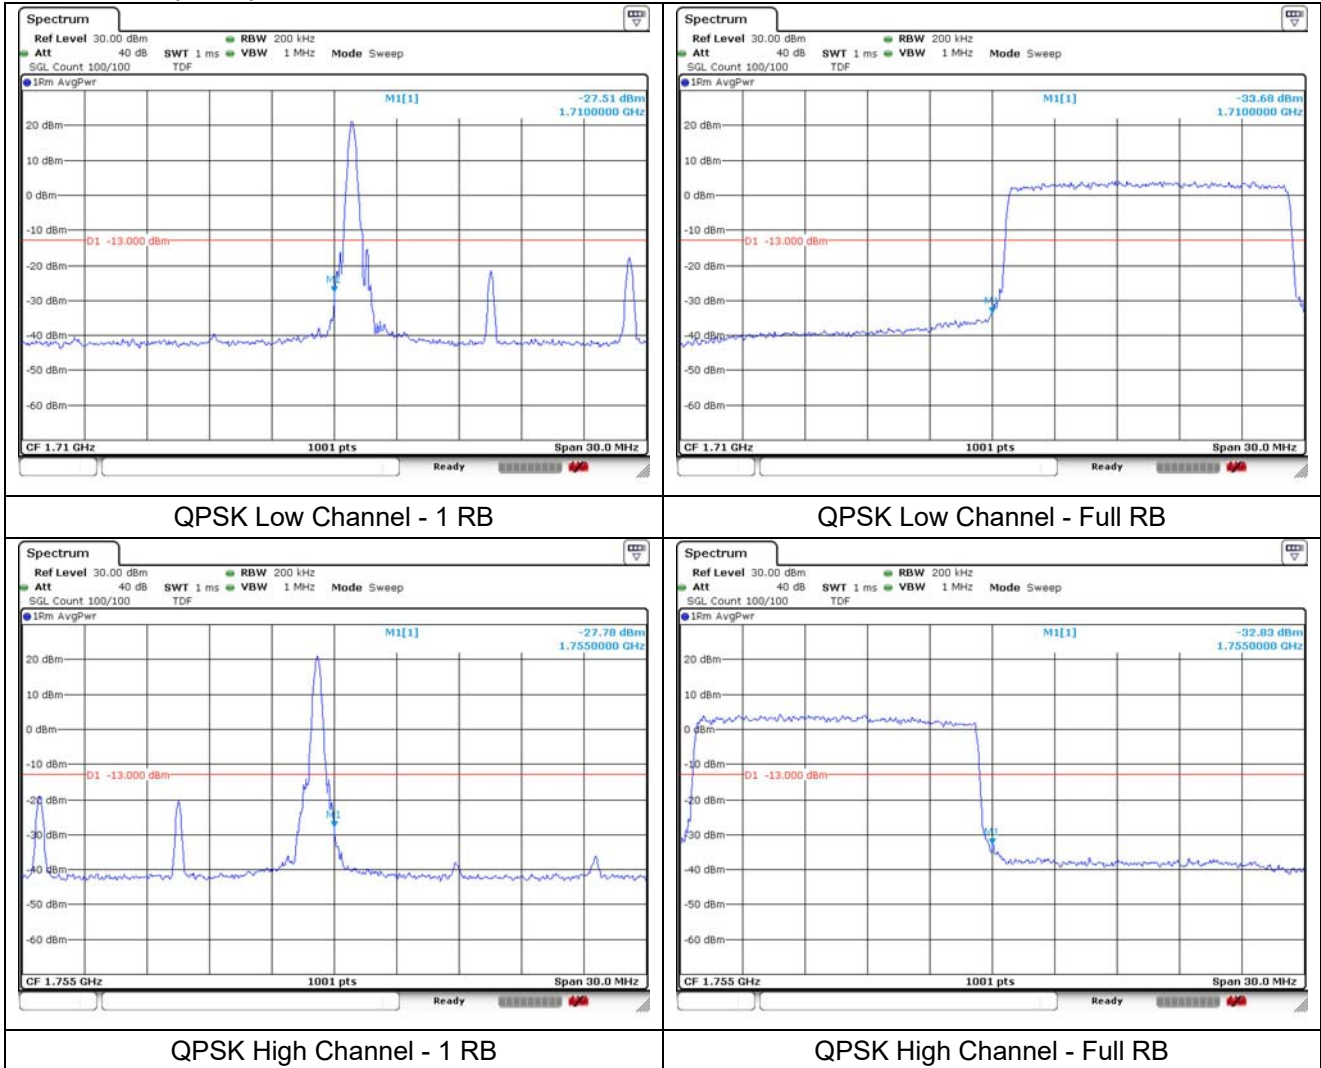 Spectrum
Ref Level 30.00 dBm RBW 200 kHz
Att 40 dB SWT 1 ms VBW 1 MHz Mode Sweep
SGL Count 100/100 TDF
1Rm AvgPwr
M1[1] -27.51 dBm
1.7100000 GHz
20 dBm
10 dBm
0 dBm
-10 dBm
D1 -13.000 dBm
-20 dBm
M1
-30 dBm
-40 dBm
-50 dBm
-60 dBm
CF 1.71 GHz 1001 pts Span 30.0 MHz
Ready
QPSK Low Channel - 1 RB
Spectrum
Ref Level 30.00 dBm RBW 200 kHz
Att 40 dB SWT 1 ms VBW 1 MHz Mode Sweep
SGL Count 100/100 TDF
1Rm AvgPwr
M1[1] -33.68 dBm
1.7100000 GHz
20 dBm
10 dBm
0 dBm
-10 dBm
D1 -13.000 dBm
-20 dBm
-30 dBm
M1
-40 dBm
-50 dBm
-60 dBm
CF 1.71 GHz 1001 pts Span 30.0 MHz
Ready
QPSK Low Channel - Full RB
Spectrum
Ref Level 30.00 dBm RBW 200 kHz
Att 40 dB SWT 1 ms VBW 1 MHz Mode Sweep
SGL Count 100/100 TDF
1Rm AvgPwr
M1[1] -27.78 dBm
1.7550000 GHz
20 dBm
10 dBm
0 dBm
-10 dBm
D1 -13.000 dBm
-20 dBm
M1
-30 dBm
-40 dBm
-50 dBm
-60 dBm
CF 1.755 GHz 1001 pts Span 30.0 MHz
Ready
QPSK High Channel - 1 RB
Spectrum
Ref Level 30.00 dBm RBW 200 kHz
Att 40 dB SWT 1 ms VBW 1 MHz Mode Sweep
SGL Count 100/100 TDF
1Rm AvgPwr
M1[1] -32.83 dBm
1.7550000 GHz
20 dBm
10 dBm
0 dBm
-10 dBm
D1 -13.000 dBm
-20 dBm
-30 dBm
M1
-40 dBm
-50 dBm
-60 dBm
CF 1.755 GHz 1001 pts Span 30.0 MHz
Ready
QPSK High Channel - Full RB